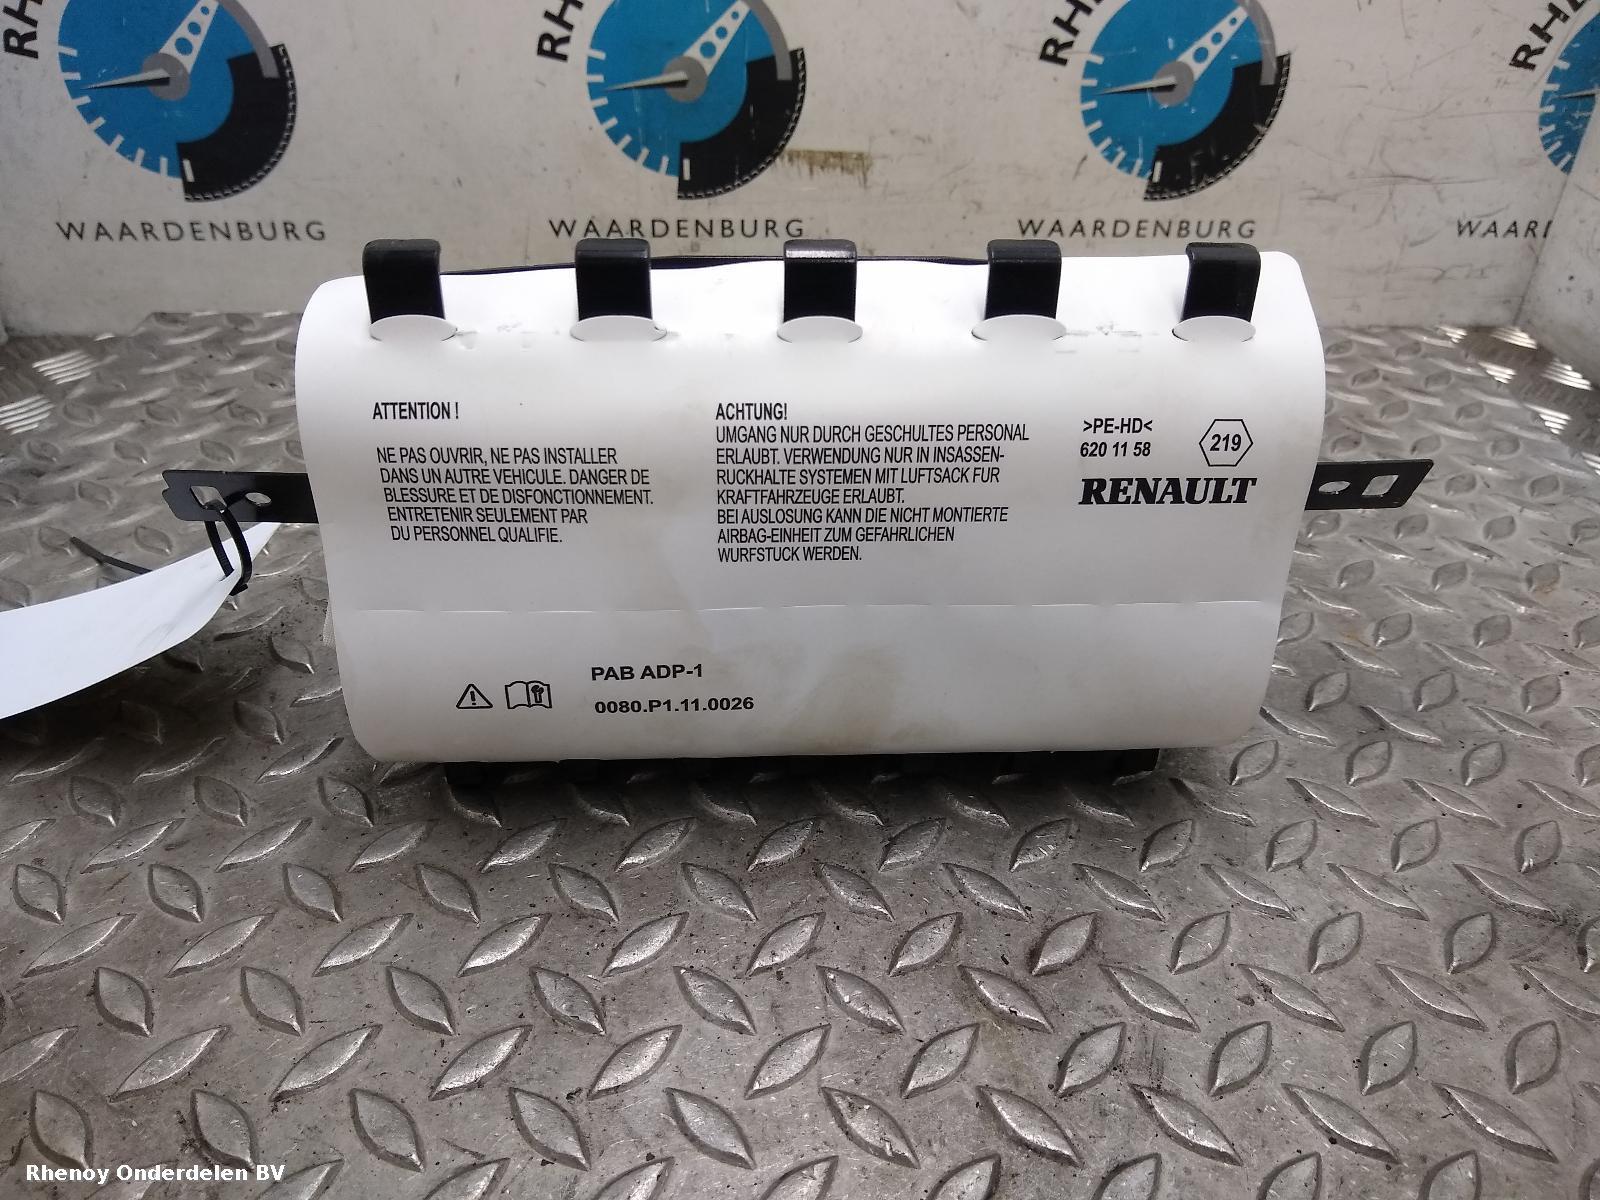 WAARDENBURG
WAARDENBURG
WAARDENBURG
ATTENTION !
NE PAS OUVRIR, NE PAS INSTALLER
DANS UN AUTRE VEHICULE. DANGER DE
BLESSURE ET DE DISFONCTIONNEMENT.
ENTRETENIR SEULEMENT PAR
DU PERSONNEL QUALIFIE.
ACHTUNG!
UMGANG NUR DURCH GESCHULTES PERSONAL
ERLAUBT. VERWENDUNG NUR IN INSASSEN-
RUCKHALTE SYSTEMEN MIT LUFTSACK FUR
KRAFTFAHRZEUGE ERLAUBT.
BEI AUSLOSUNG KANN DIE NICHT MONTIERTE
AIRBAG-EINHEIT ZUM GEFAHRLICHEN
WURFSTUCK WERDEN.
>PE-HD<
620 11 58
219
RENAULT
PAB ADP-1
0080.P1.11.0026
Rhenoy Onderdelen BV